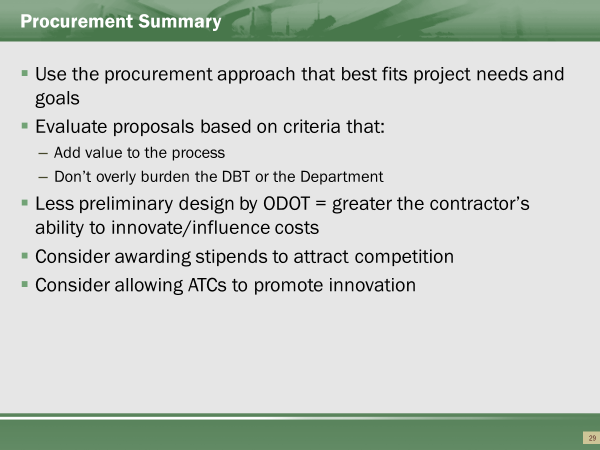 Procurement Summary
▪ Use the procurement approach that best fits project needs and
goals
▪ Evaluate proposals based on criteria that:
– Add value to the process
– Don't overly burden the DBT or the Department
▪ Less preliminary design by ODOT = greater the contractor's
ability to innovate/influence costs
▪ Consider awarding stipends to attract competition
▪ Consider allowing ATCs to promote innovation
29